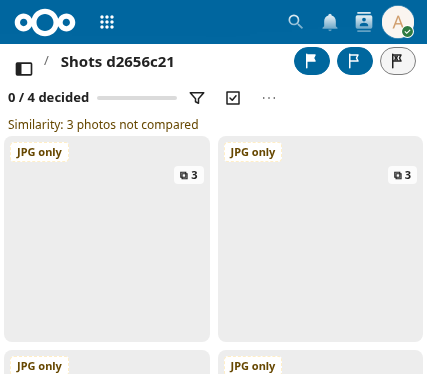 A
/ Shots d2656c21
0 / 4 decided
Similarity: 3 photos not compared
JPG only
3
JPG only
3
JPG only
JPG only